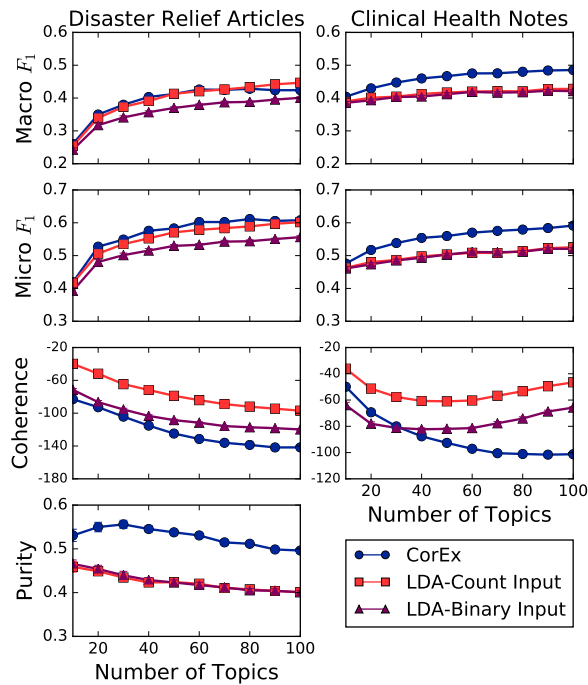 Disaster Relief Articles
Clinical Health Notes
Macro F1
0.6
0.5
0.4
0.3
0.2
0.6
0.5
0.4
0.3
0.2
Micro F1
0.7
0.6
0.5
0.4
0.3
0.7
0.6
0.5
0.4
0.3
Coherence
-20
-60
-100
-140
-180
-20
-40
-60
-80
-100
-120
20 40 60 80 100
Number of Topics
Purity
0.6
0.5
0.4
0.3
20 40 60 80 100
Number of Topics
CorEx
LDA-Count Input
LDA-Binary Input